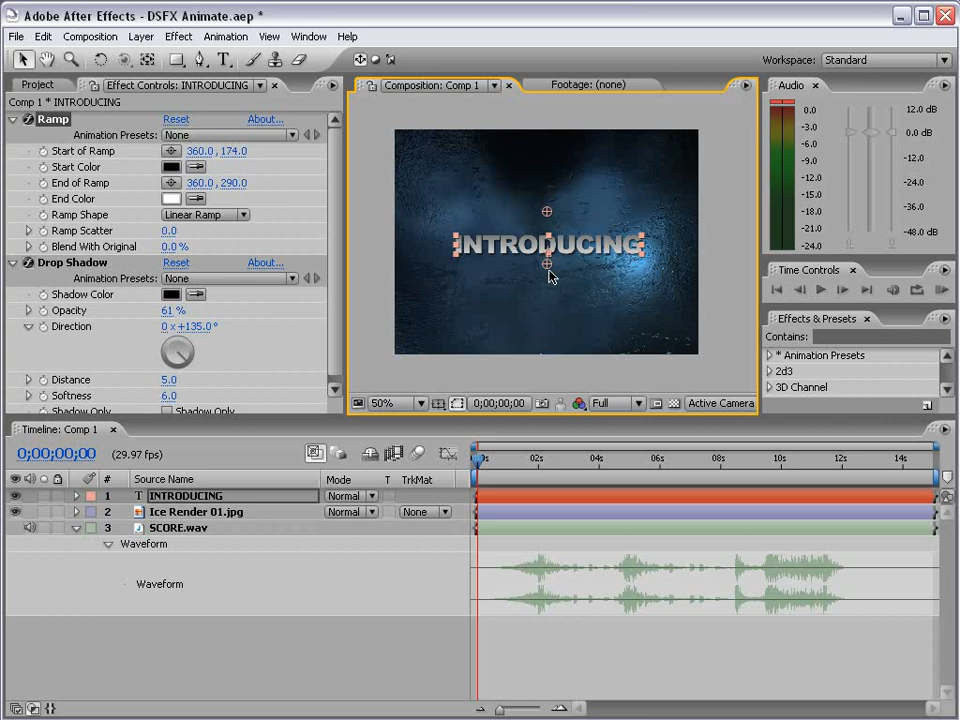 Adobe After Effects - DSFX Animate.aep *
File Edit Composition Layer Effect Animation View Window Help
Workspace: Standard
Project Effect Controls: INTRODUCING
Composition: Comp 1 Footage: (none)
Audio
Comp 1 * INTRODUCING
Ramp Reset About...
Animation Presets: None
Start of Ramp 360.0, 174.0
Start Color
End of Ramp 360.0, 290.0
End Color
Ramp Shape Linear Ramp
Ramp Scatter 0.0
Blend With Original 0.0 %
Drop Shadow Reset About...
Animation Presets: None
Shadow Color
Opacity 61 %
Direction 0 x +135.0 °
Distance 5.0
Softness 6.0
Shadow Only Shadow Only
INTRODUCING
50% 0;00;00;00 Full Active Camera
0.0 12.0 dB
-3.0 0.0 dB
-6.0
-9.0 -12.0
-12.0
-15.0 -24.0
-18.0
-21.0 -36.0
-24.0 -48.0
Time Controls
Effects & Presets
Contains:
* Animation Presets
2d3
3D Channel
Timeline: Comp 1
0;00;00;00 (29.97 fps)
0s 02s 04s 06s 08s 10s 12s 14s
# Source Name Mode T TrkMat
1 T INTRODUCING Normal
2 Ice Render 01.jpg Normal None
3 SCORE.wav
Waveform
Waveform